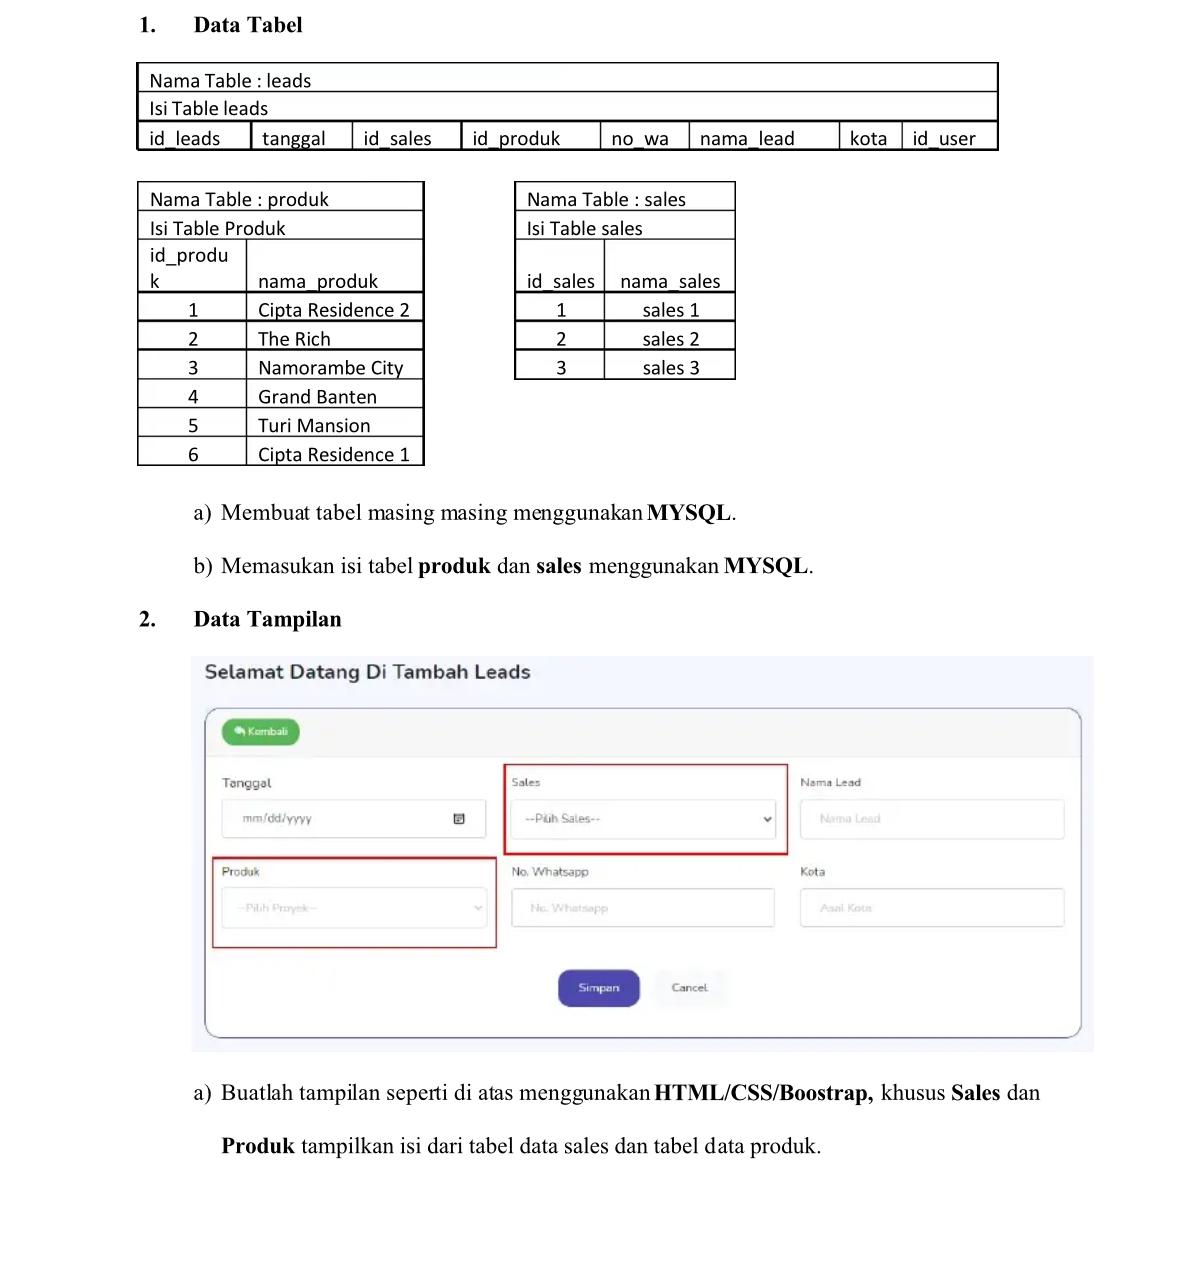 1. Data Tabel
Nama Table : leads
Isi Table leads
id_leads tanggal id_sales id_produk no_wa nama_lead kota id_user
Nama Table : produk
Isi Table Produk
id_produ
k nama_produk
1 Cipta Residence 2
2 The Rich
3 Namorambe City
4 Grand Banten
5 Turi Mansion
6 Cipta Residence 1
Nama Table : sales
Isi Table sales
id_sales nama_sales
1 sales 1
2 sales 2
3 sales 3
a) Membuat tabel masing masing menggunakan MYSQL.
b) Memasukan isi tabel produk dan sales menggunakan MYSQL.
2. Data Tampilan
Selamat Datang Di Tambah Leads
Kembali
Tanggal Sales Nama Lead
mm/dd/yyyy --Pilih Sales-- Nama Lead
Produk No. Whatsapp Kota
--Pilih Proyek-- No. Whatsapp Asal Kota
Simpan Cancel
a) Buatlah tampilan seperti di atas menggunakan HTML/CSS/Boostrap, khusus Sales dan
Produk tampilkan isi dari tabel data sales dan tabel data produk.